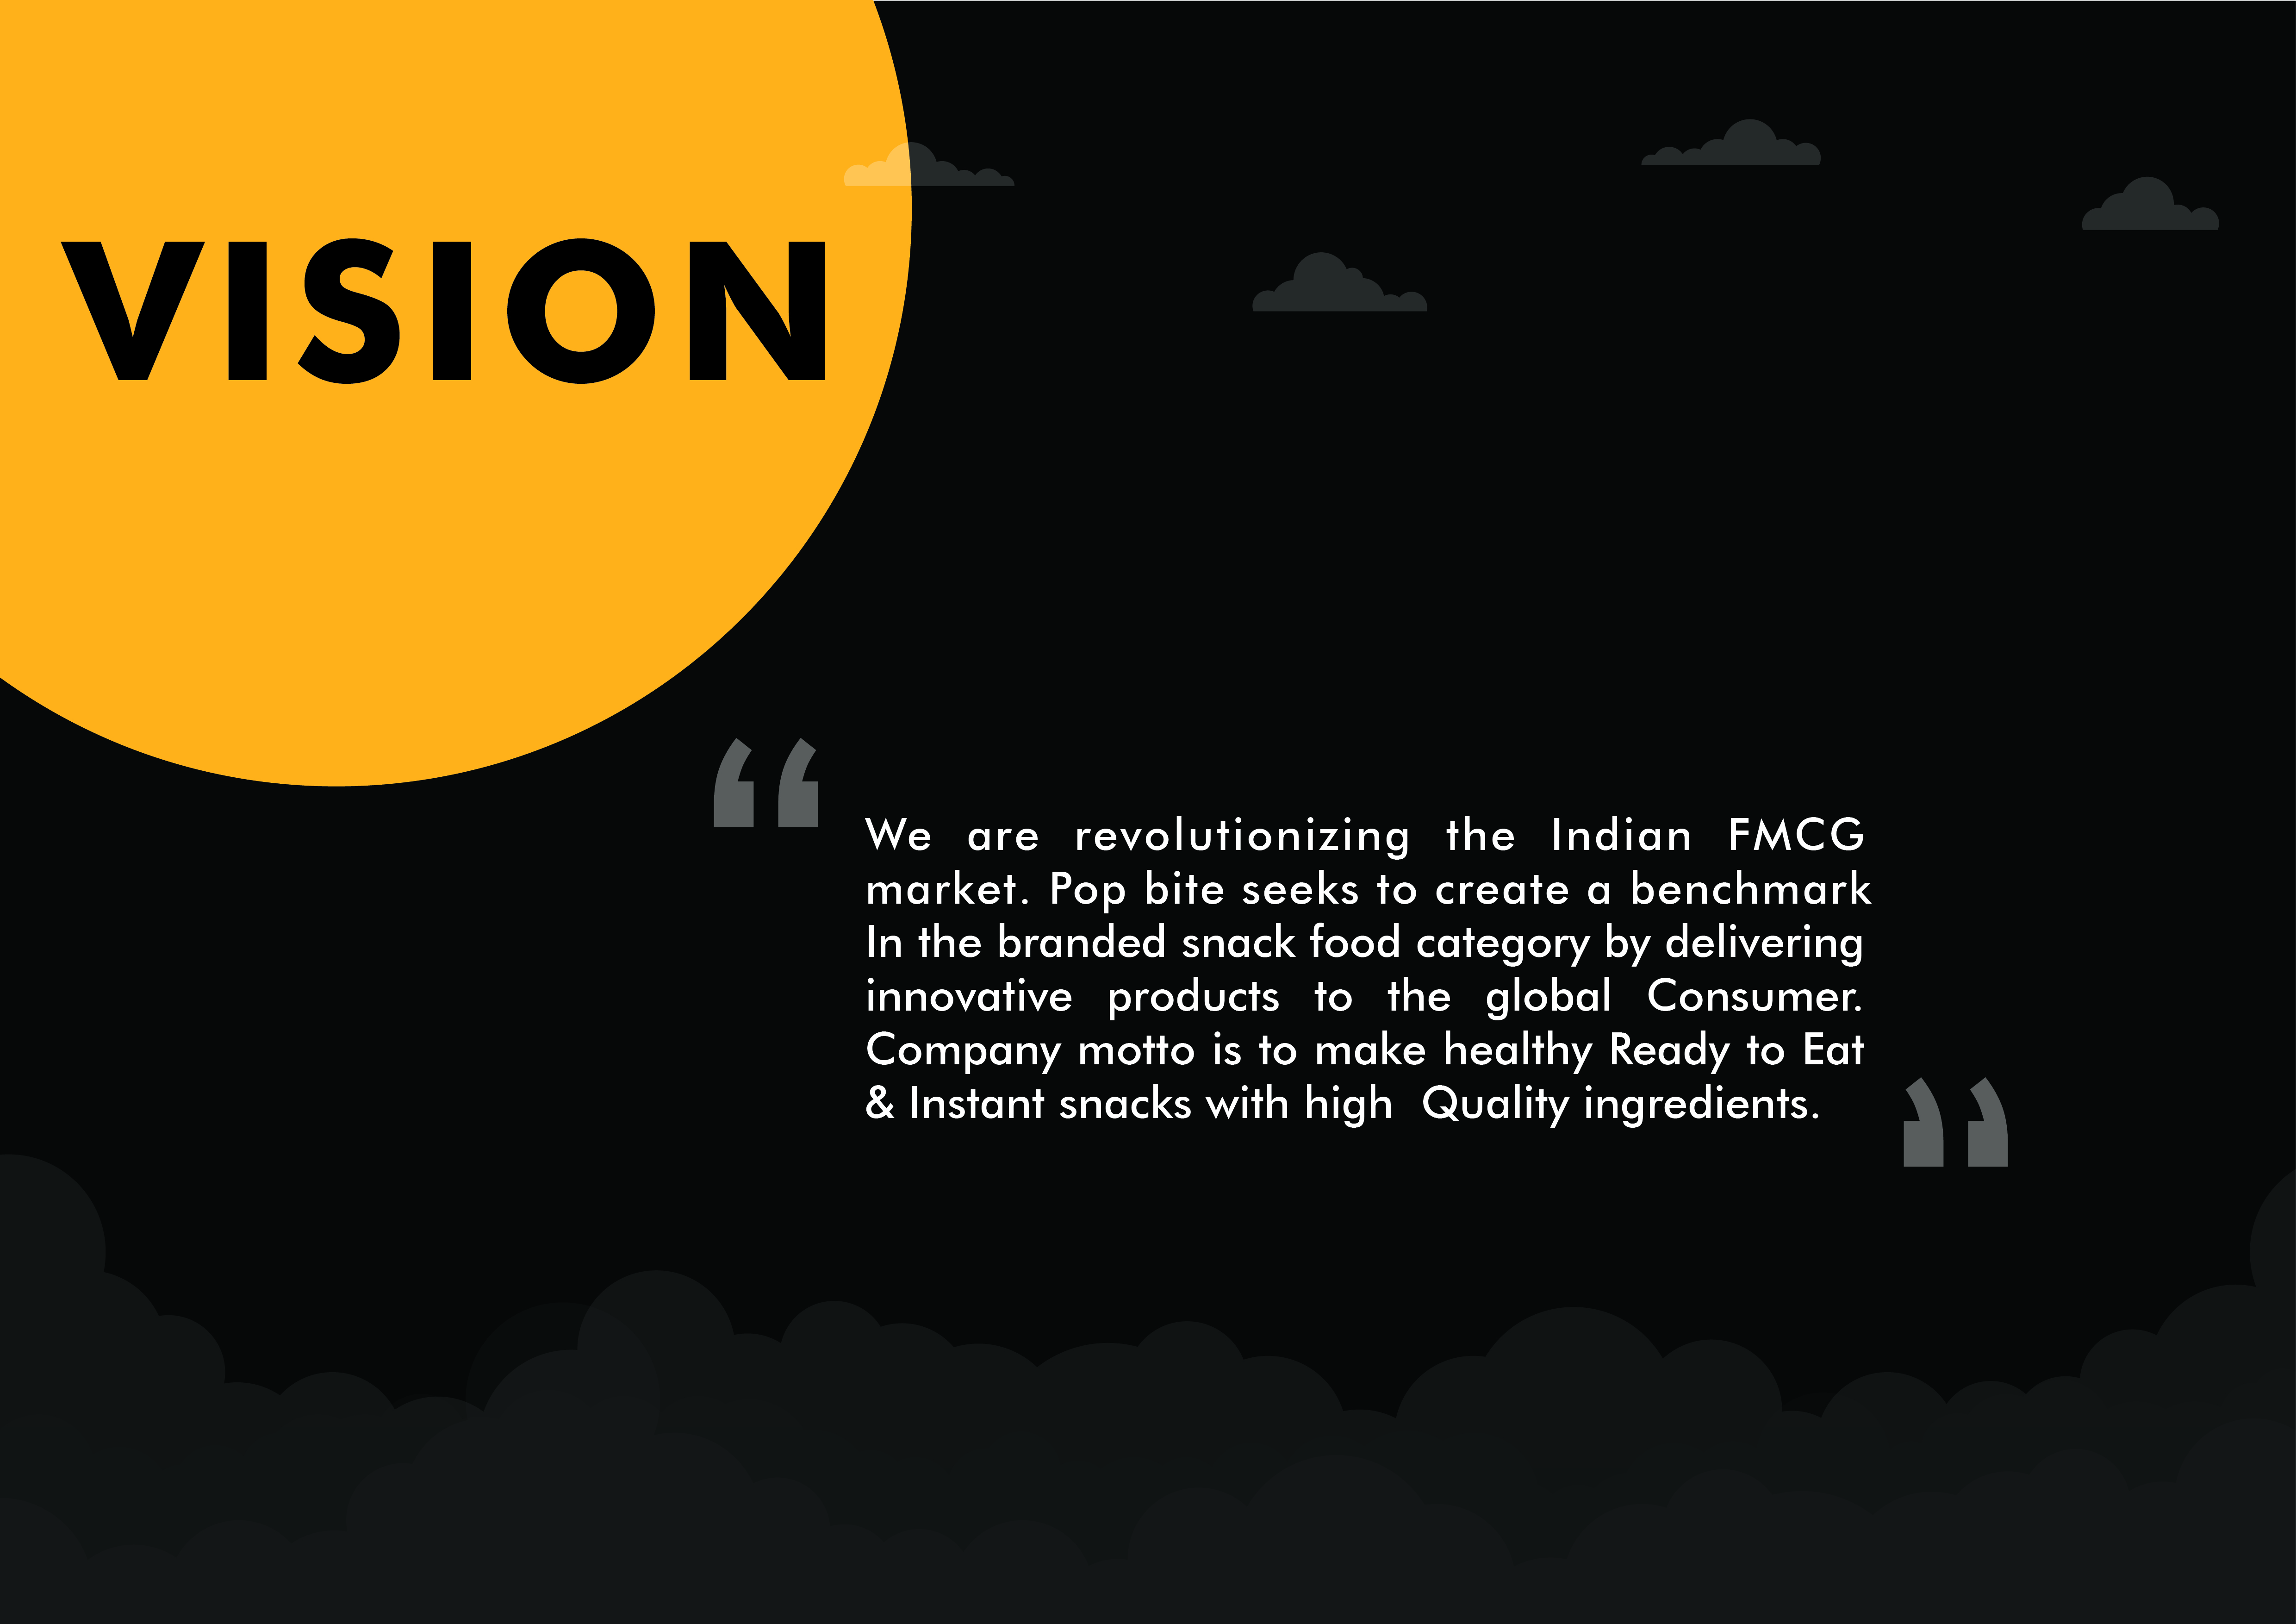 VISION
“
We are revolutionizing the Indian FMCG
market. Pop bite seeks to create a benchmark
In the branded snack food category by delivering
innovative products to the global Consumer.
Company motto is to make healthy Ready to Eat
& Instant snacks with high Quality ingredients.
”